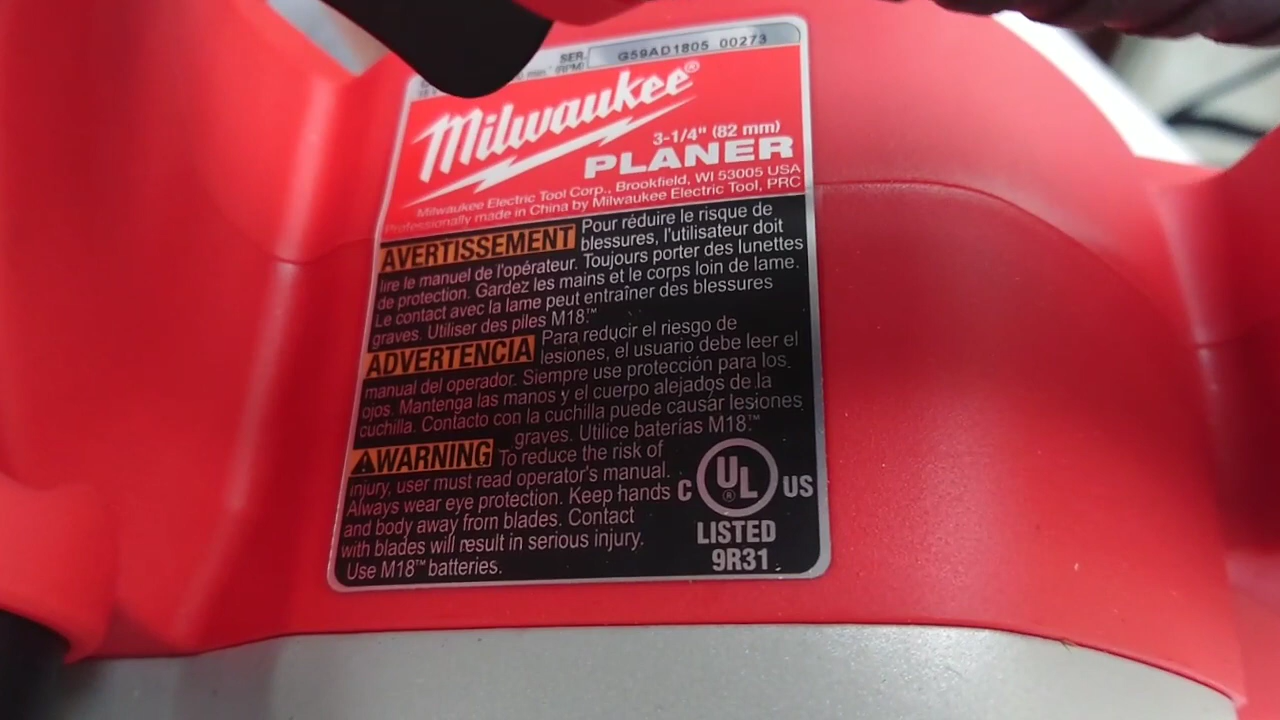 SER. G59AD1805 00273
min.⁻ (RPM)
Milwaukee®
3-1/4" (82 mm)
PLANER
Milwaukee Electric Tool Corp., Brookfield, WI 53005 USA
Professionally made in China by Milwaukee Electric Tool, PRC
AVERTISSEMENT Pour réduire le risque de
blessures, l'utilisateur doit
lire le manuel de l'opérateur. Toujours porter des lunettes
de protection. Gardez les mains et le corps loin de lame.
Le contact avec la lame peut entraîner des blessures
graves. Utiliser des piles M18.™
ADVERTENCIA Para reducir el riesgo de
lesiones, el usuario debe leer el
manual del operador. Siempre use protección para los
ojos. Mantenga las manos y el cuerpo alejados de la
cuchilla. Contacto con la cuchilla puede causar lesiones
graves. Utilice baterías M18.™
WARNING To reduce the risk of
injury, user must read operator's manual.
Always wear eye protection. Keep hands
and body away from blades. Contact
with blades will result in serious injury.
Use M18™ batteries.
C UL® US
LISTED
9R31